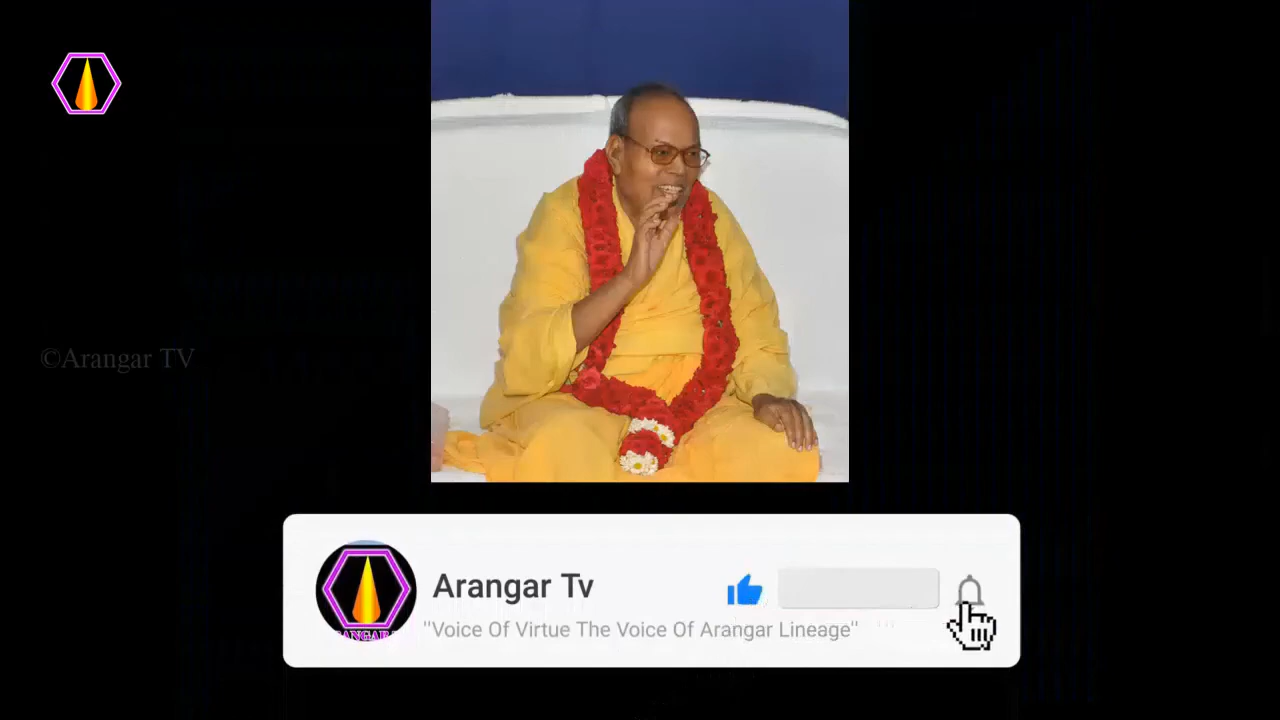 ©Arangar TV
Arangar Tv
"Voice Of Virtue The Voice Of Arangar Lineage"